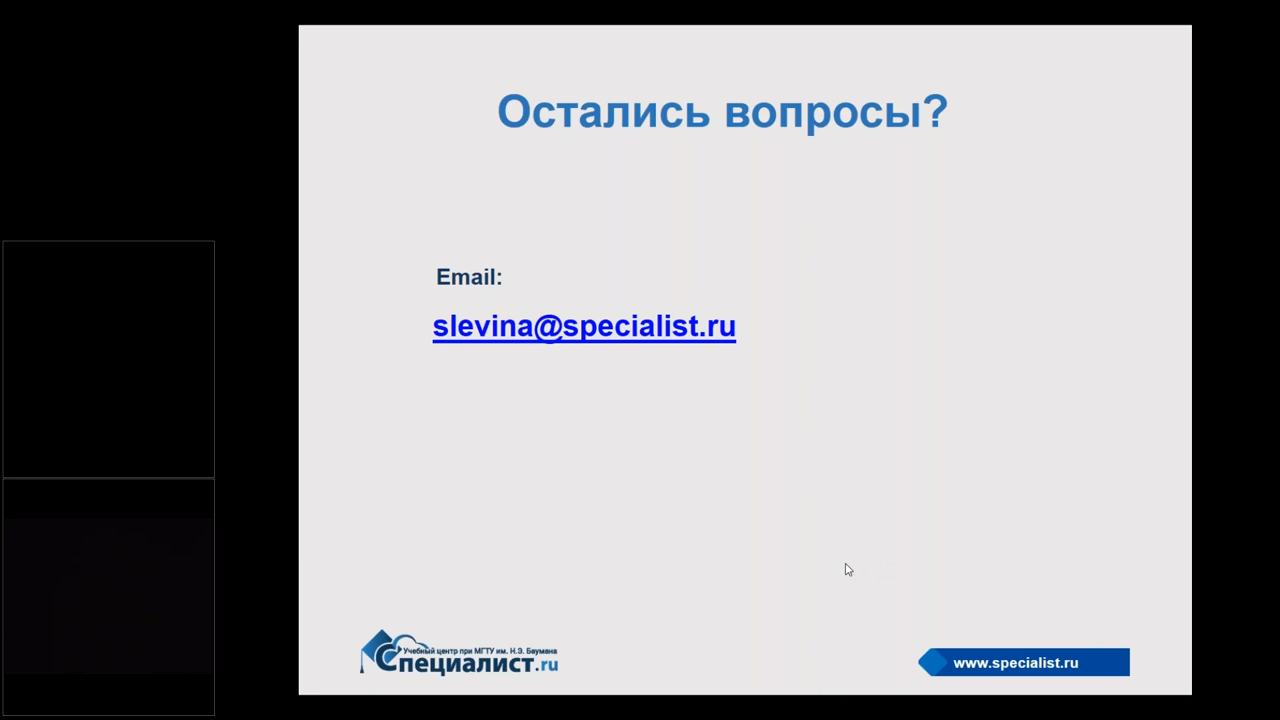 Остались вопросы?
Email:
slevina@specialist.ru
Учебный центр при МГТУ им. Н.Э. Баумана
Специалист.ru
www.specialist.ru